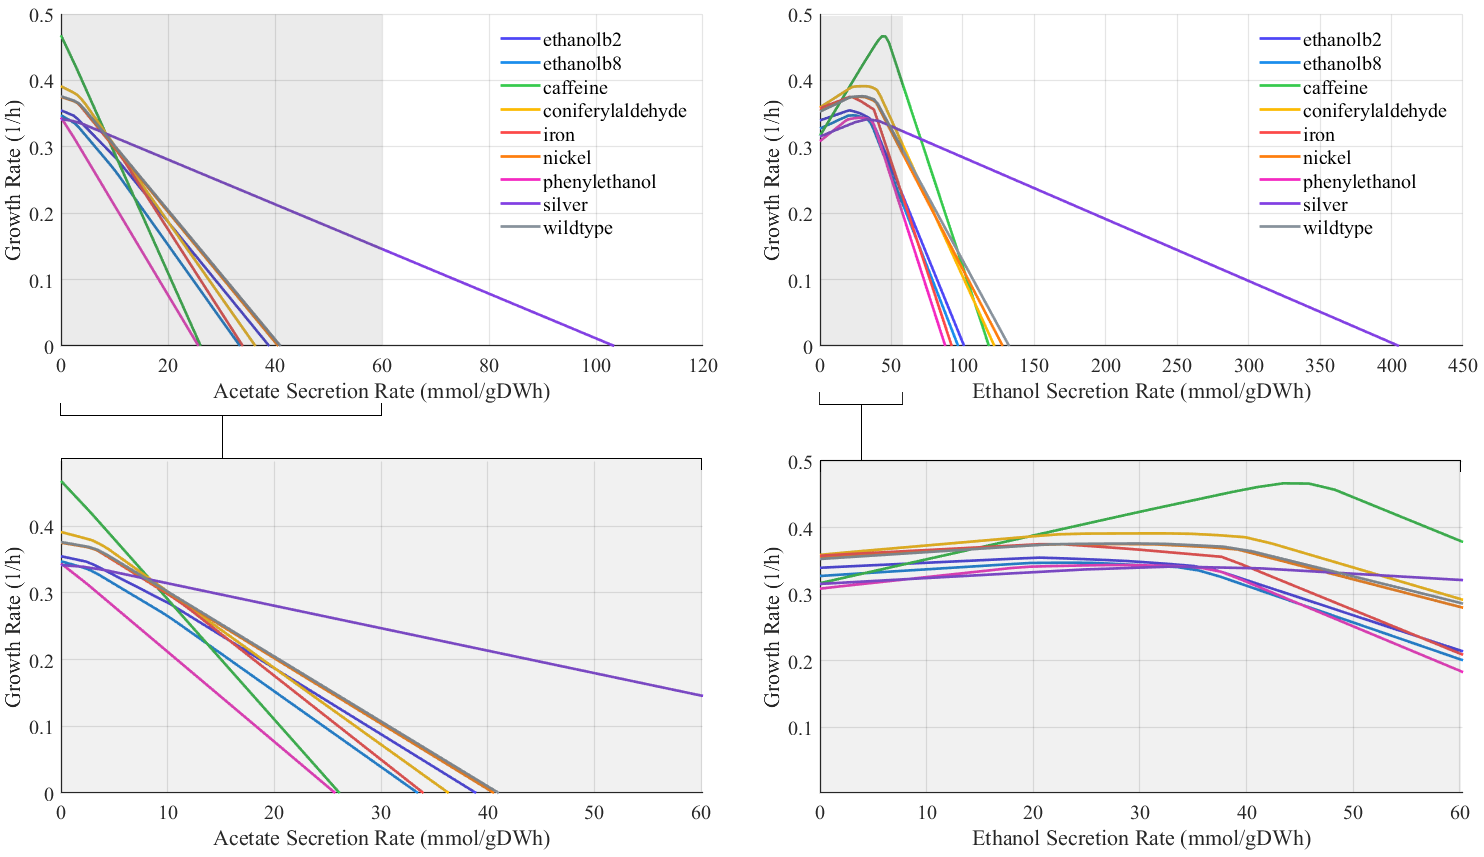 0.5
0.4
0.3
0.2
0.1
0
Growth Rate (1/h)
ethanolb2
ethanolb8
caffeine
coniferylaldehyde
iron
nickel
phenylethanol
silver
wildtype
0 20 40 60 80 100 120
Acetate Secretion Rate (mmol/gDWh)
0.5
0.4
0.3
0.2
0.1
0
Growth Rate (1/h)
ethanolb2
ethanolb8
caffeine
coniferylaldehyde
iron
nickel
phenylethanol
silver
wildtype
0 50 100 150 200 250 300 350 400 450
Ethanol Secretion Rate (mmol/gDWh)
0.4
0.3
0.2
0.1
0
Growth Rate (1/h)
0 10 20 30 40 50 60
Acetate Secretion Rate (mmol/gDWh)
0.5
0.4
0.3
0.2
0.1
Growth Rate (1/h)
0 10 20 30 40 50 60
Ethanol Secretion Rate (mmol/gDWh)